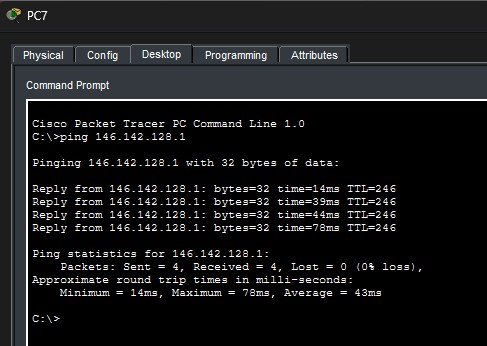 PC7
Physical Config Desktop Programming Attributes
Command Prompt
Cisco Packet Tracer PC Command Line 1.0
C:\>ping 146.142.128.1
Pinging 146.142.128.1 with 32 bytes of data:
Reply from 146.142.128.1: bytes=32 time=14ms TTL=246
Reply from 146.142.128.1: bytes=32 time=39ms TTL=246
Reply from 146.142.128.1: bytes=32 time=44ms TTL=246
Reply from 146.142.128.1: bytes=32 time=78ms TTL=246
Ping statistics for 146.142.128.1:
Packets: Sent = 4, Received = 4, Lost = 0 (0% loss),
Approximate round trip times in milli-seconds:
Minimum = 14ms, Maximum = 78ms, Average = 43ms
C:\>